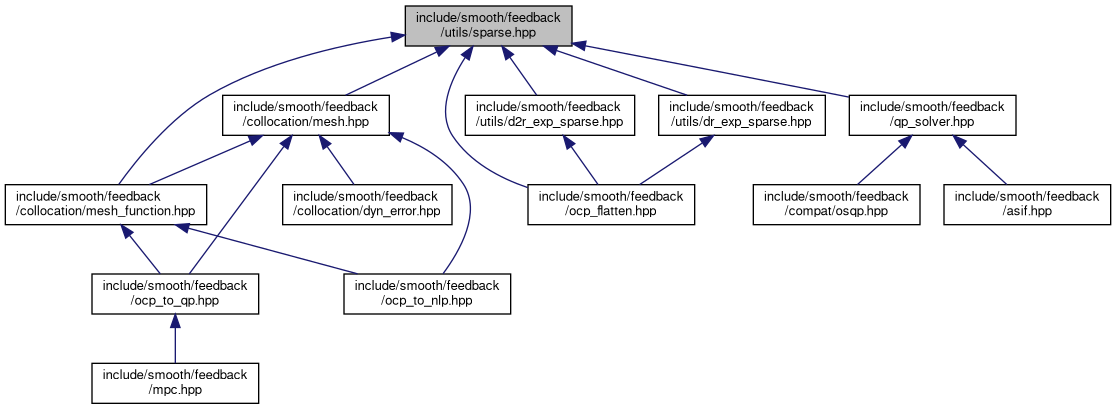 include/smooth/feedback
/utils/sparse.hpp
include/smooth/feedback
/collocation/mesh.hpp
include/smooth/feedback
/utils/d2r_exp_sparse.hpp
include/smooth/feedback
/utils/dr_exp_sparse.hpp
include/smooth/feedback
/qp_solver.hpp
include/smooth/feedback
/collocation/mesh_function.hpp
include/smooth/feedback
/collocation/dyn_error.hpp
include/smooth/feedback
/ocp_flatten.hpp
include/smooth/feedback
/compat/osqp.hpp
include/smooth/feedback
/asif.hpp
include/smooth/feedback
/ocp_to_qp.hpp
include/smooth/feedback
/ocp_to_nlp.hpp
include/smooth/feedback
/mpc.hpp